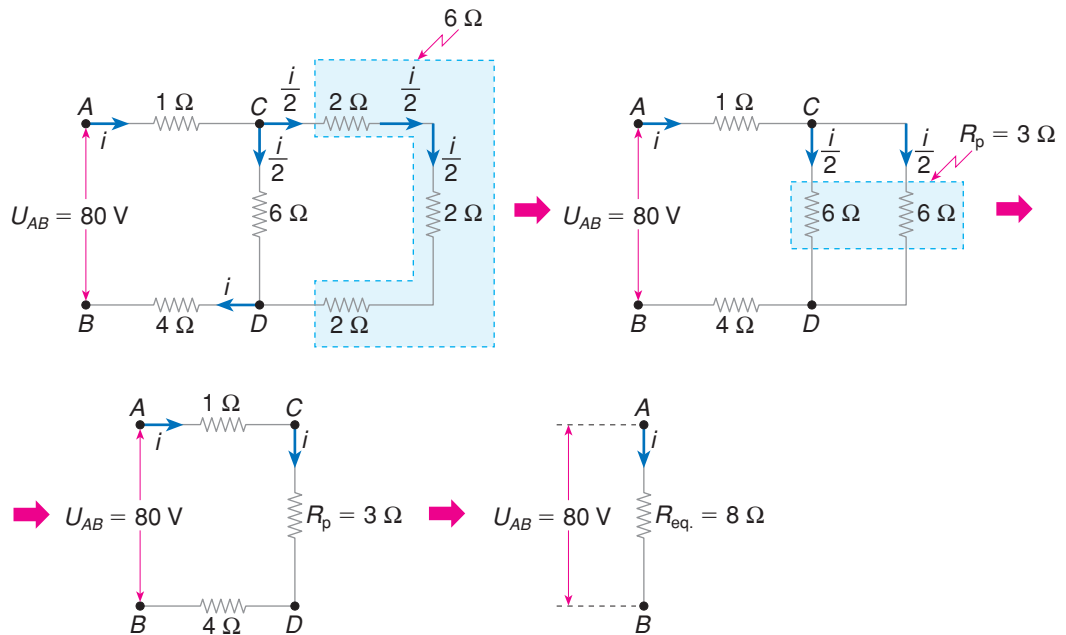 6 Ω
A
1 Ω
C
i/2
2 Ω
i/2
i
i/2
i/2
U_AB = 80 V
6 Ω
2 Ω
i
B
4 Ω
D
2 Ω
A
1 Ω
C
i
i/2
i/2
R_p = 3 Ω
U_AB = 80 V
6 Ω
6 Ω
B
4 Ω
D
A
1 Ω
C
i
i
U_AB = 80 V
R_p = 3 Ω
B
4 Ω
D
A
i
U_AB = 80 V
R_eq. = 8 Ω
B